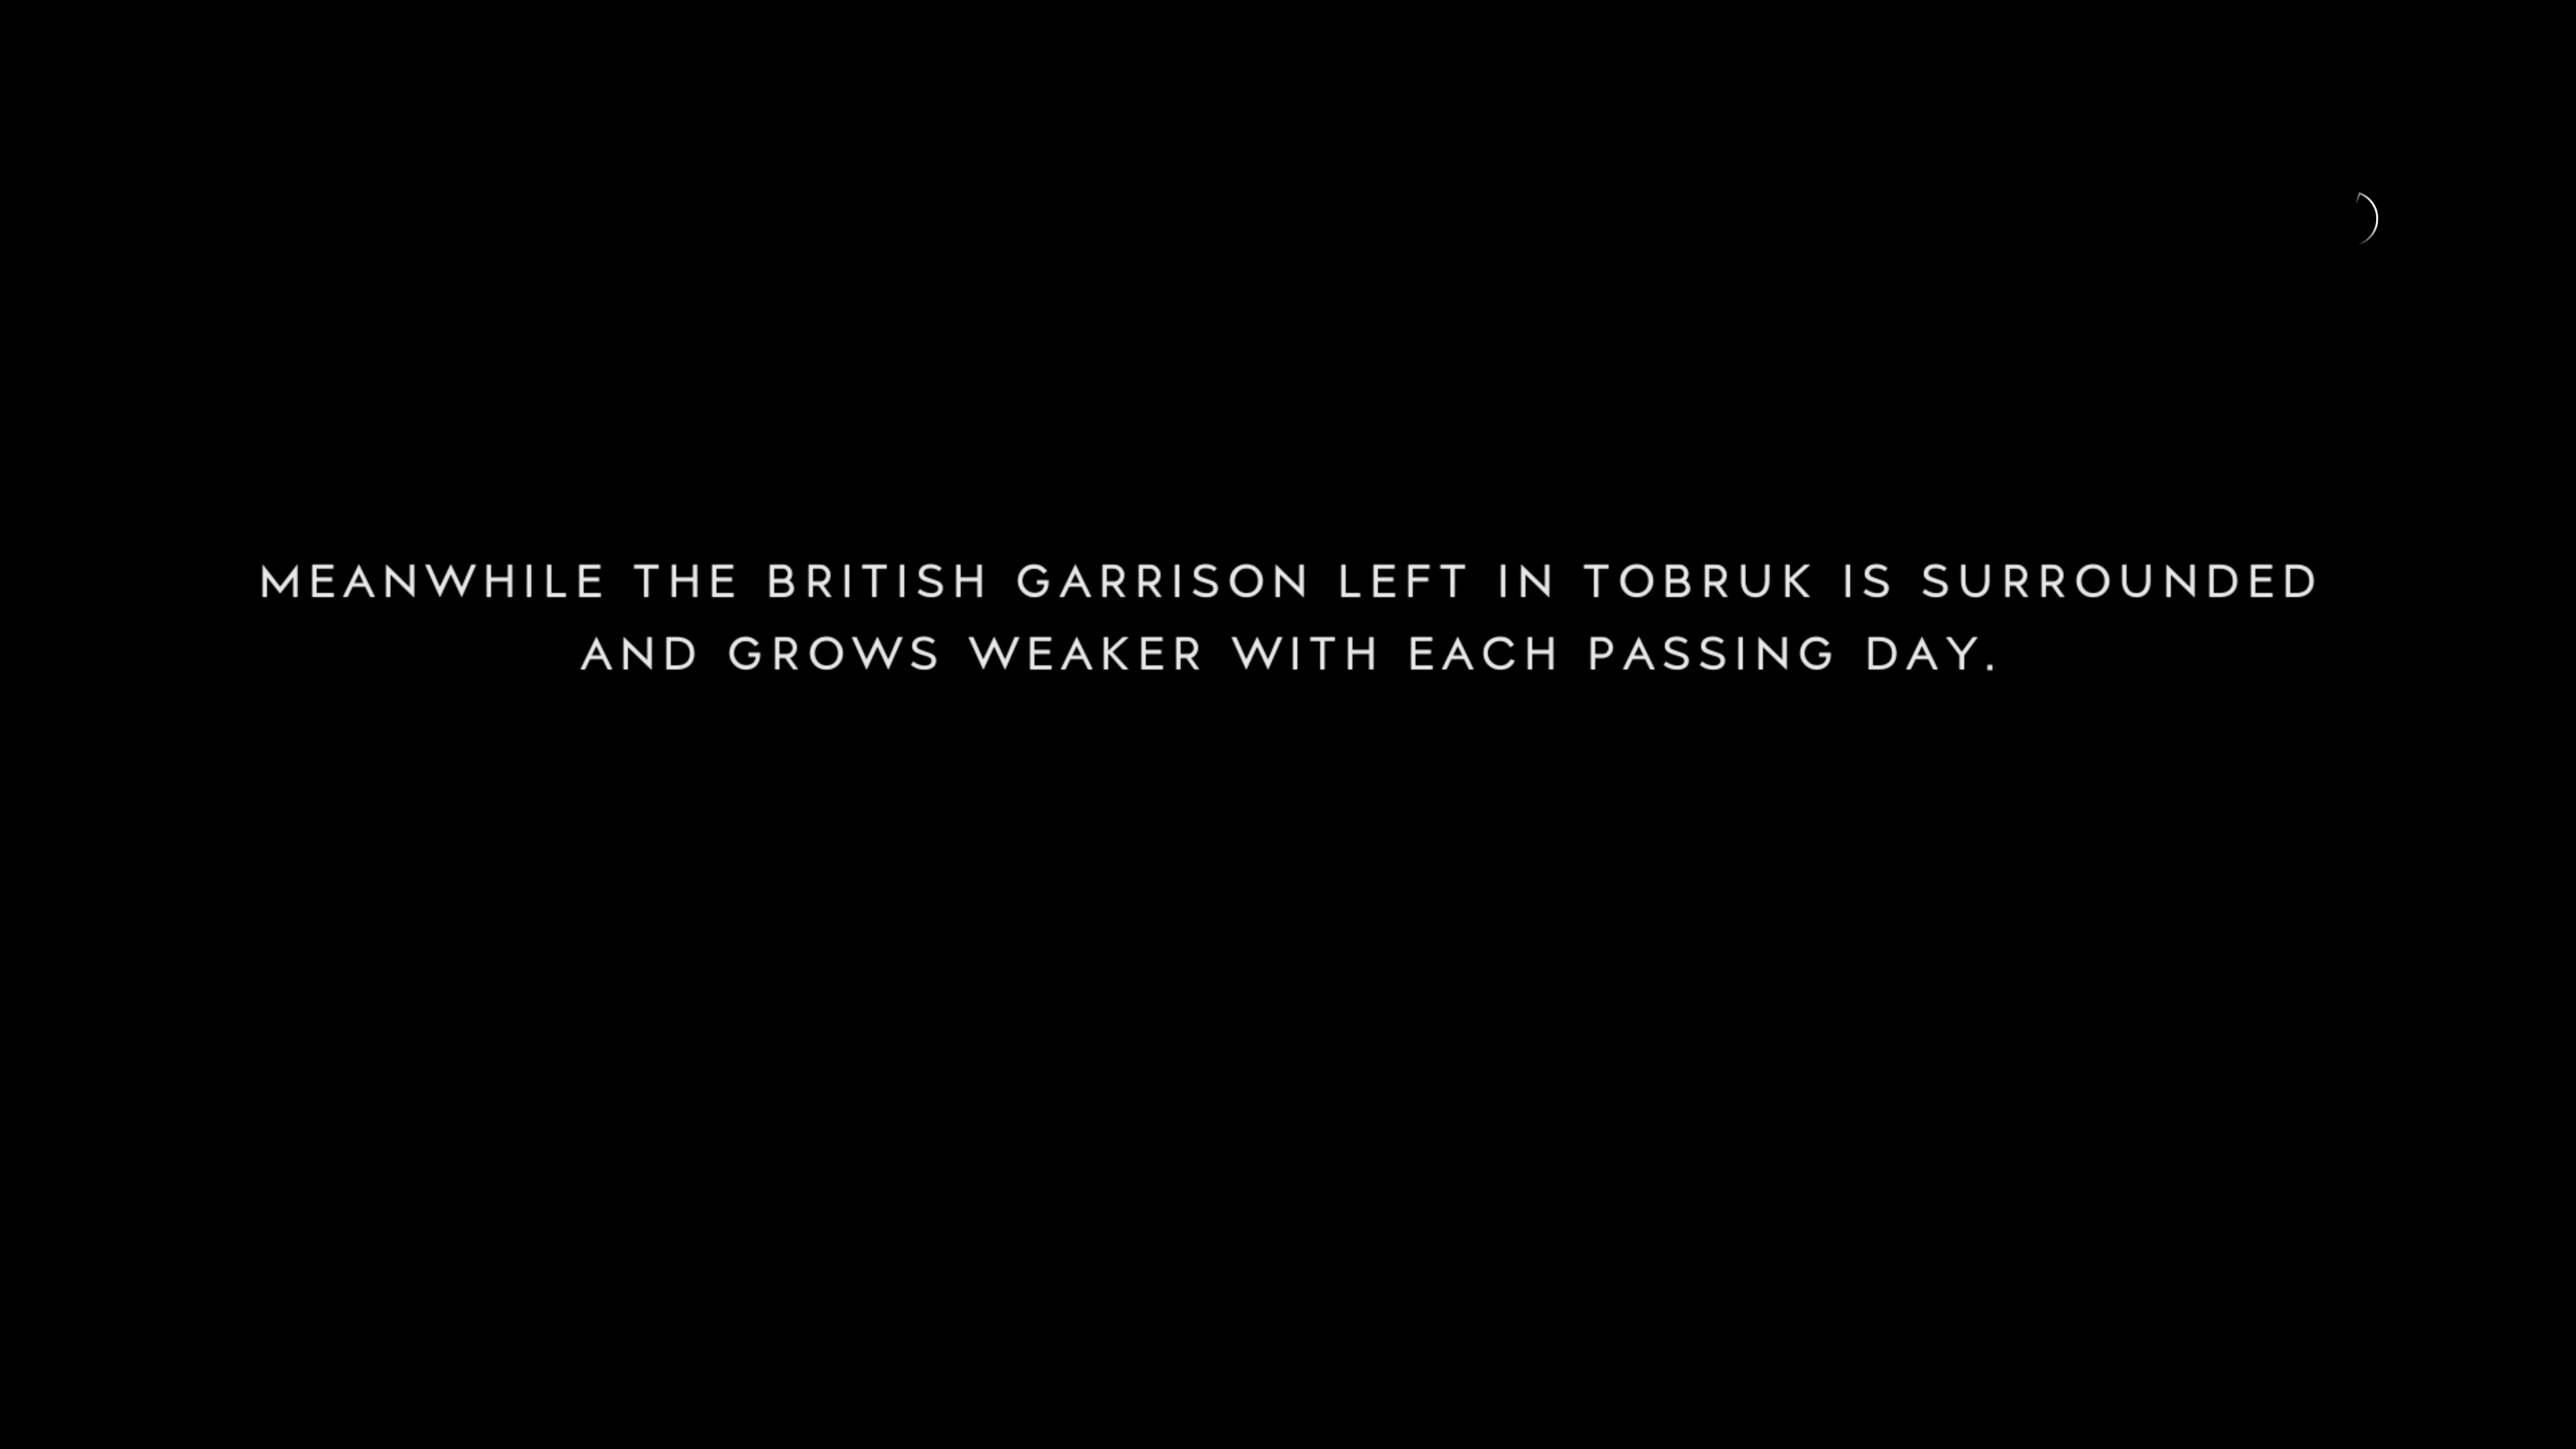 MEANWHILE THE BRITISH GARRISON LEFT IN TOBRUK IS SURROUNDED
AND GROWS WEAKER WITH EACH PASSING DAY.